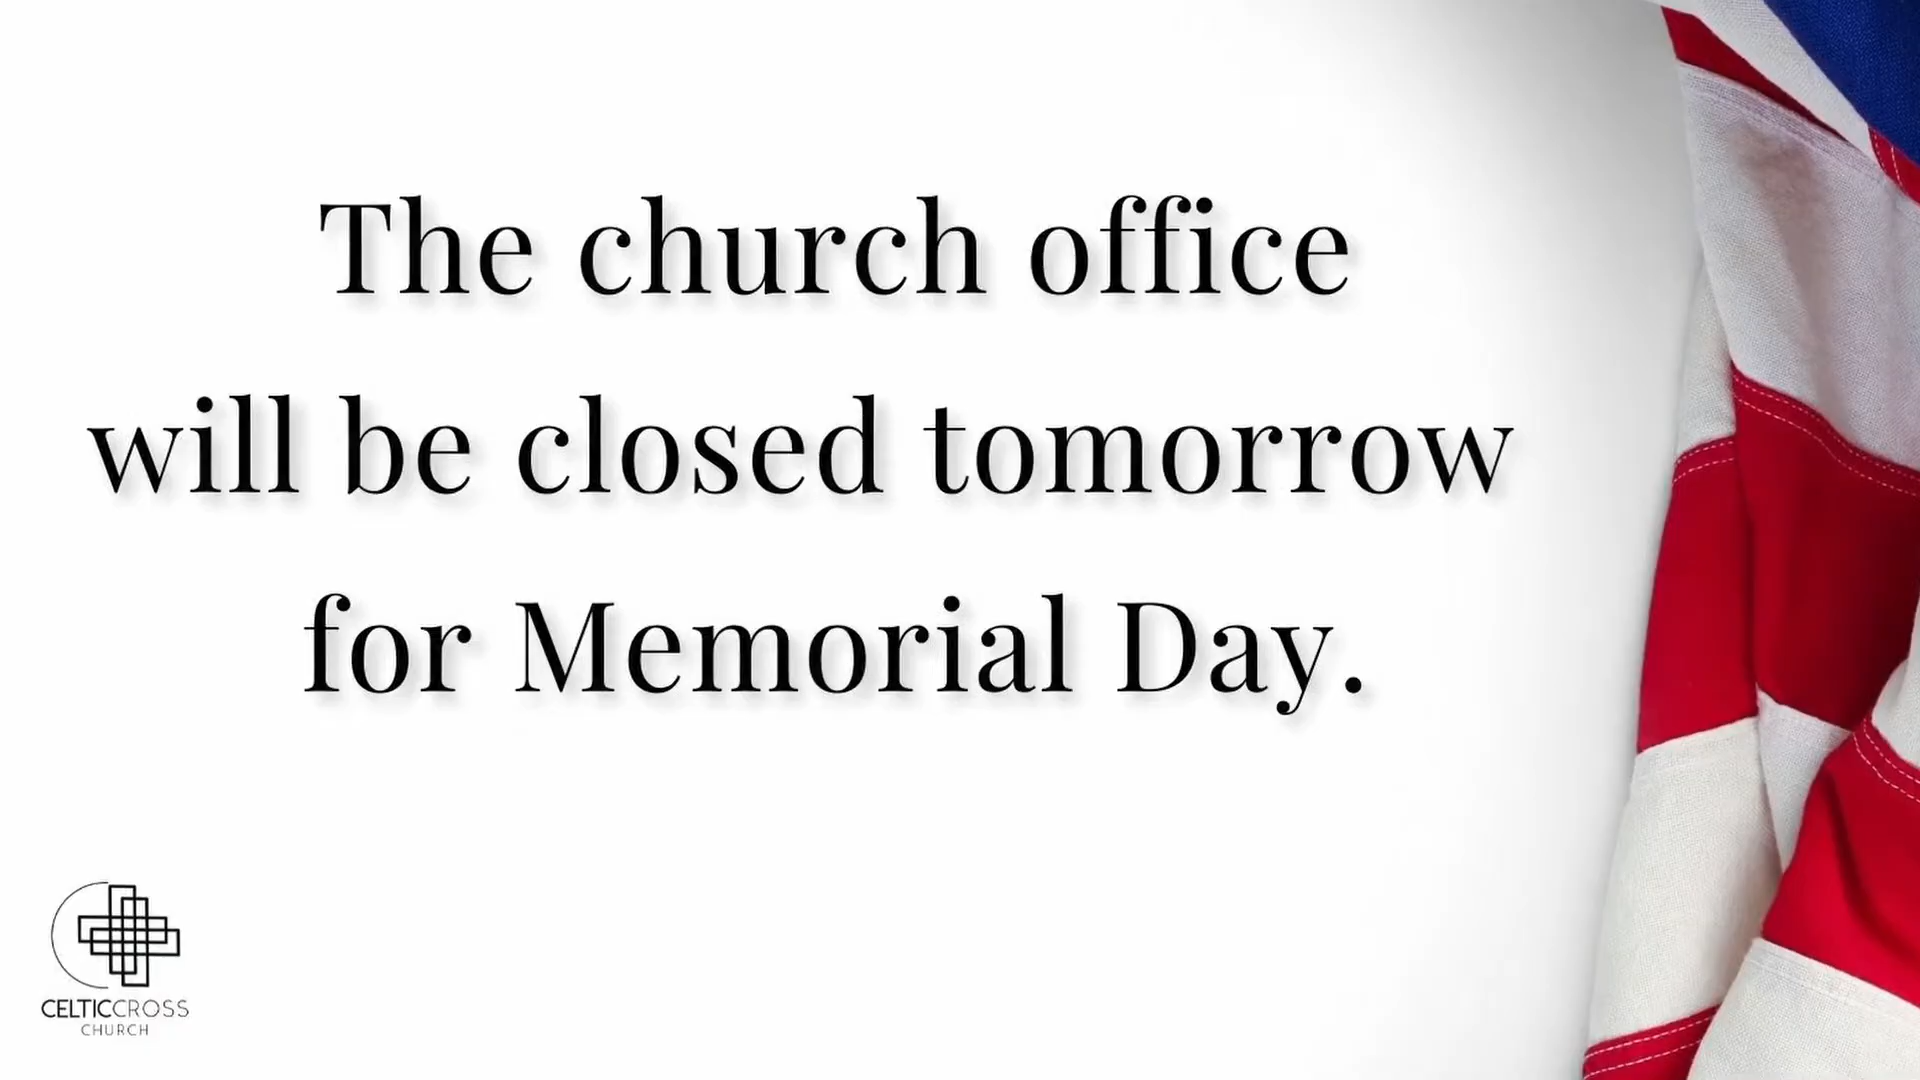 The church office
will be closed tomorrow
for Memorial Day.
CELTICCROSS
CHURCH